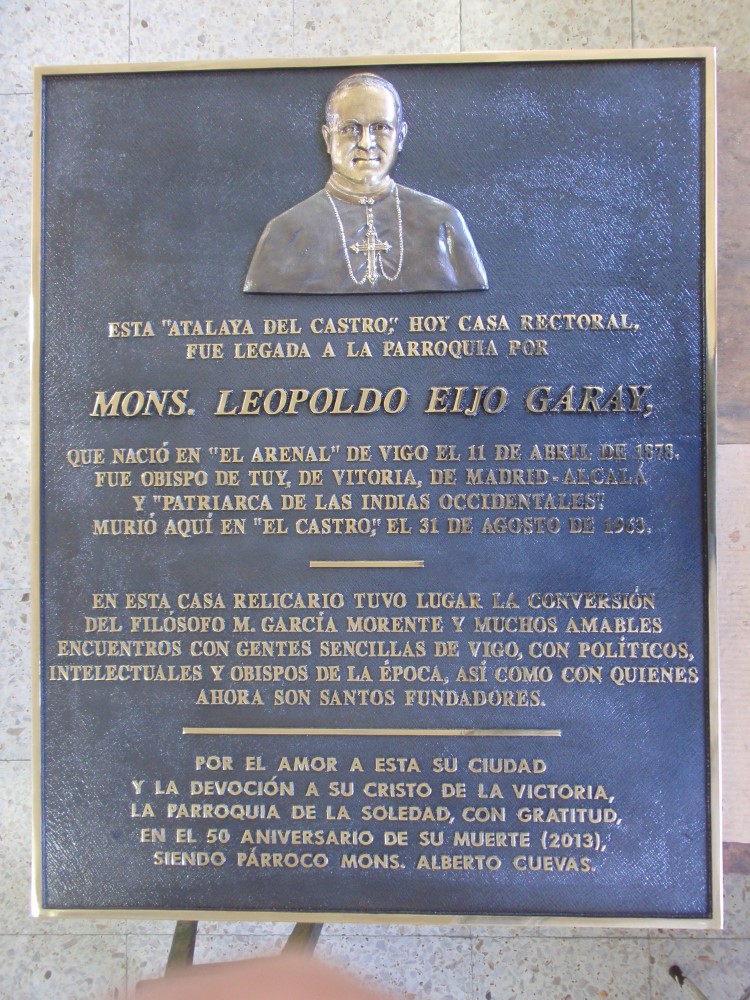 ESTA "ATALAYA DEL CASTRO," HOY CASA RECTORAL,
FUE LEGADA A LA PARROQUIA POR
MONS. LEOPOLDO EIJO GARAY,
QUE NACIÓ EN "EL ARENAL" DE VIGO EL 11 DE ABRIL DE 1878.
FUE OBISPO DE TUY, DE VITORIA, DE MADRID-ALCALÁ
Y "PATRIARCA DE LAS INDIAS OCCIDENTALES".
MURIÓ AQUÍ EN "EL CASTRO," EL 31 DE AGOSTO DE 1963.
EN ESTA CASA RELICARIO TUVO LUGAR LA CONVERSIÓN
DEL FILÓSOFO M. GARCÍA MORENTE Y MUCHOS AMABLES
ENCUENTROS CON GENTES SENCILLAS DE VIGO, CON POLÍTICOS,
INTELECTUALES Y OBISPOS DE LA ÉPOCA, ASÍ COMO CON QUIENES
AHORA SON SANTOS FUNDADORES.
POR EL AMOR A ESTA SU CIUDAD
Y LA DEVOCIÓN A SU CRISTO DE LA VICTORIA,
LA PARROQUIA DE LA SOLEDAD, CON GRATITUD,
EN EL 50 ANIVERSARIO DE SU MUERTE (2013),
SIENDO PÁRROCO MONS. ALBERTO CUEVAS.